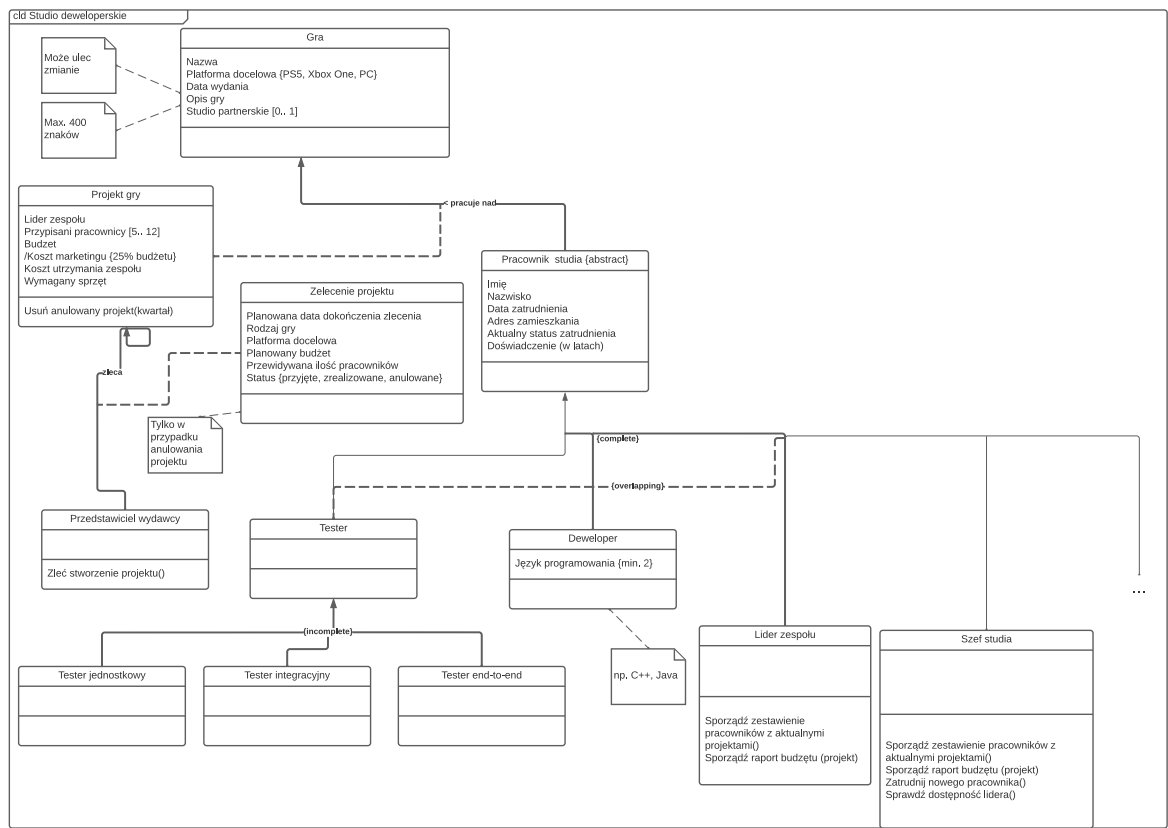 cld Studio deweloperskie
Może ulec
zmianie
Max. 400
znaków
Gra
Nazwa
Platforma docelowa {PS5, Xbox One, PC}
Data wydania
Opis gry
Studio partnerskie [0.. 1]
Projekt gry
Lider zespołu
Przypisani pracownicy [5.. 12]
Budzet
/Koszt marketingu {25% budżetu}
Koszt utrzymania zespołu
Wymagany sprzęt
Usuń anulowany projekt(kwartał)
< pracuje nad
Pracownik studia {abstract}
Imię
Nazwisko
Data zatrudnienia
Adres zamieszkania
Aktualny status zatrudnienia
Doświadczenie (w latach)
Zelecenie projektu
Planowana data dokończenia zlecenia
Rodzaj gry
Platforma docelowa
Planowany budżet
Przewidywana ilość pracowników
Status {przyjęte, zrealizowane, anulowane}
zleca
Tylko w
przypadku
anulowania
projektu
{complete}
{overlapping}
Przedstawiciel wydawcy
Zleć stworzenie projektu()
Tester
Deweloper
Język programowania {min. 2}
np. C++, Java
...
{incomplete}
Tester jednostkowy
Tester integracyjny
Tester end-to-end
Lider zespołu
Sporządź zestawienie
pracowników z aktualnymi
projektami()
Sporządź raport budżętu (projekt)
Szef studia
Sporządź zestawienie pracowników z
aktualnymi projektami()
Sporządź raport budżętu (projekt)
Zatrudnij nowego pracownika()
Sprawdź dostępność lidera()